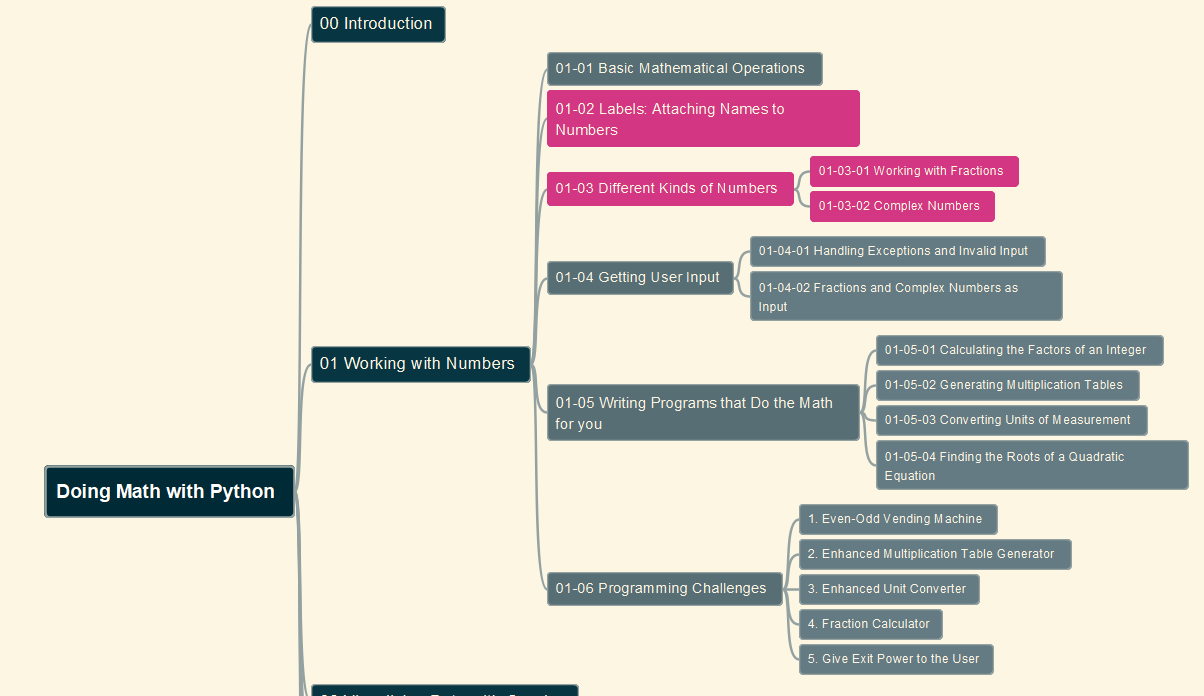 00 Introduction
01-01 Basic Mathematical Operations
01-02 Labels: Attaching Names to
Numbers
01-03 Different Kinds of Numbers
01-03-01 Working with Fractions
01-03-02 Complex Numbers
01-04 Getting User Input
01-04-01 Handling Exceptions and Invalid Input
01-04-02 Fractions and Complex Numbers as
Input
01 Working with Numbers
01-05 Writing Programs that Do the Math
for you
01-05-01 Calculating the Factors of an Integer
01-05-02 Generating Multiplication Tables
01-05-03 Converting Units of Measurement
01-05-04 Finding the Roots of a Quadratic
Equation
Doing Math with Python
01-06 Programming Challenges
1. Even-Odd Vending Machine
2. Enhanced Multiplication Table Generator
3. Enhanced Unit Converter
4. Fraction Calculator
5. Give Exit Power to the User